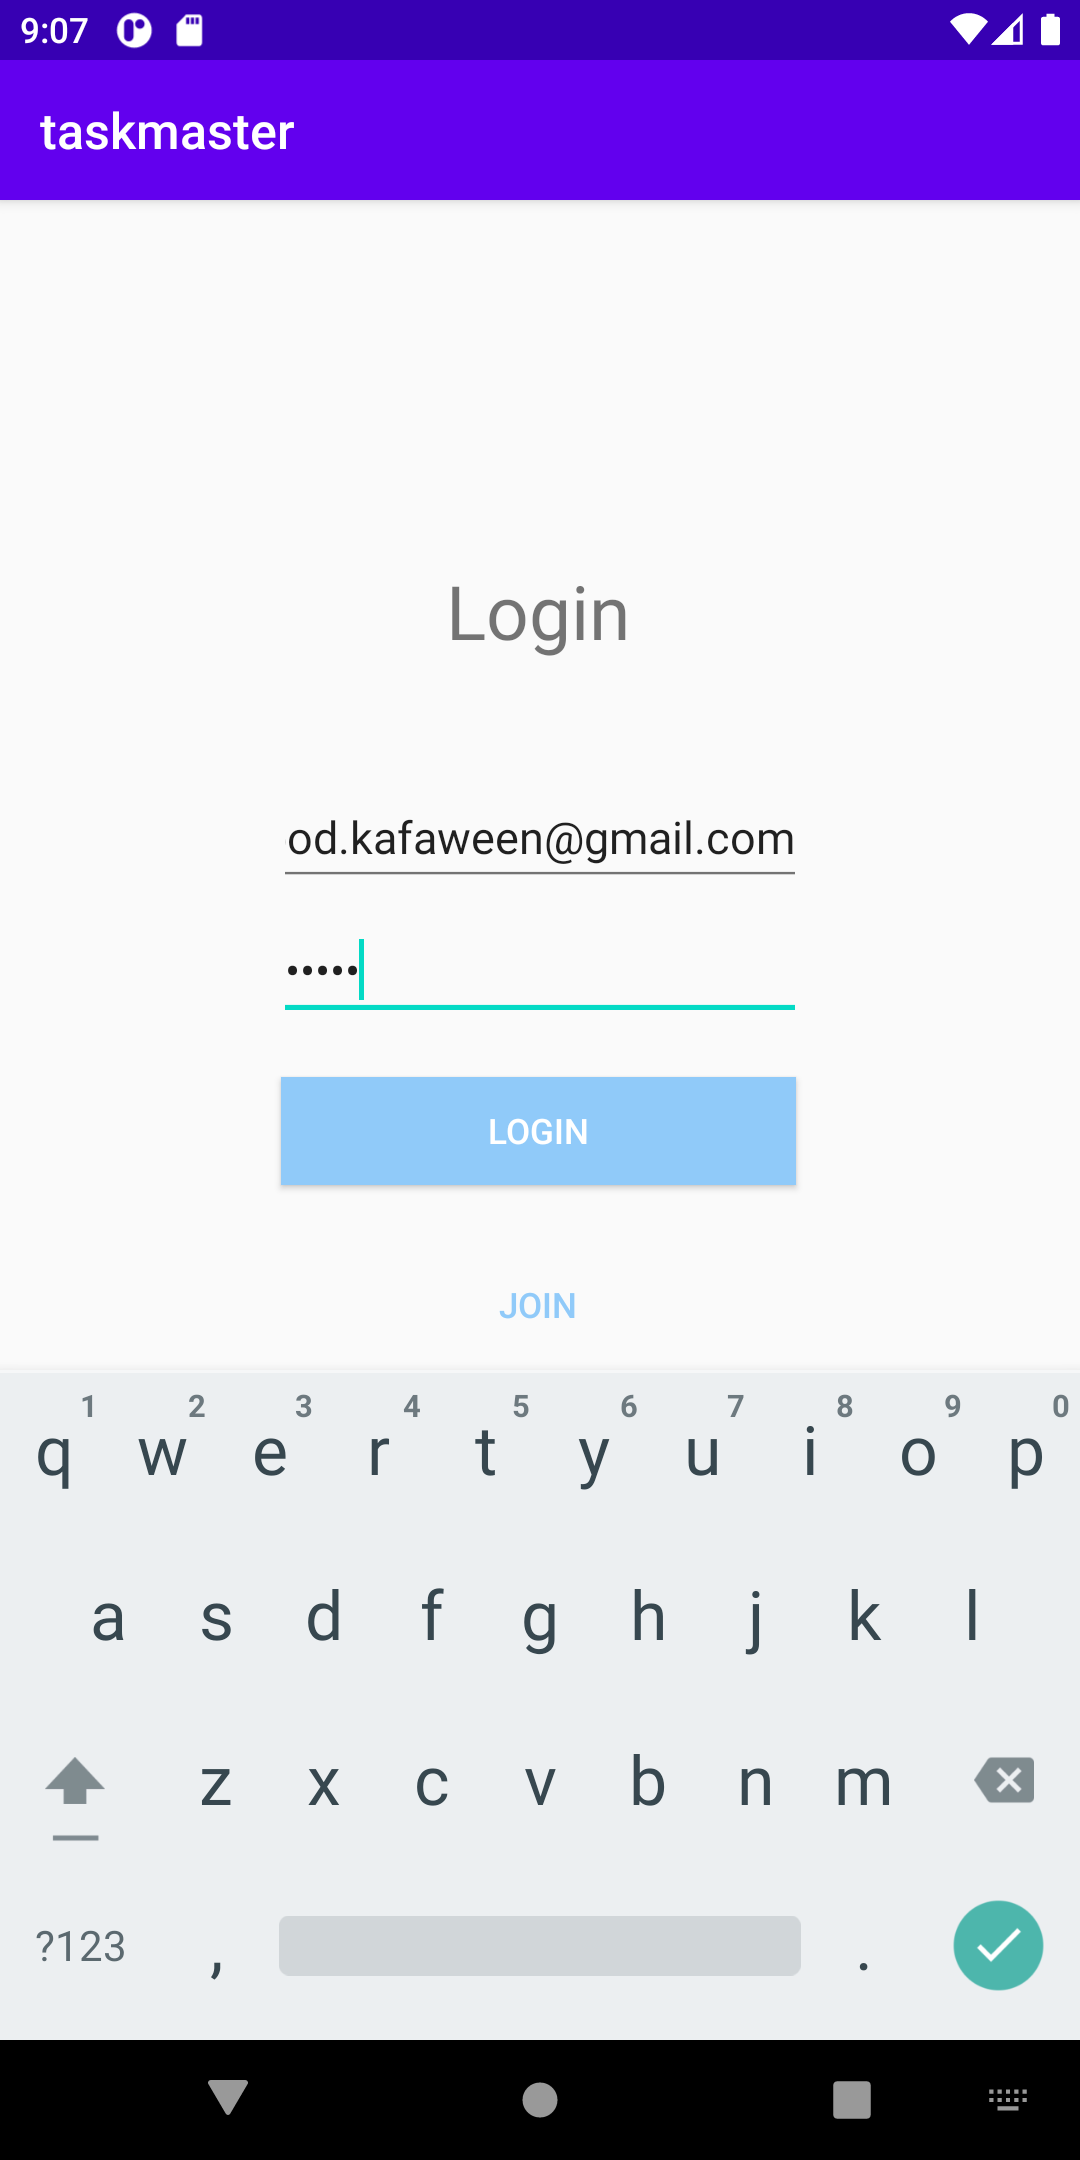 9:07
taskmaster
Login
od.kafaween@gmail.com
•••••
LOGIN
JOIN
1 2 3 4 5 6 7 8 9 0
q w e r t y u i o p
a s d f g h j k l
z x c v b n m
?123 , .